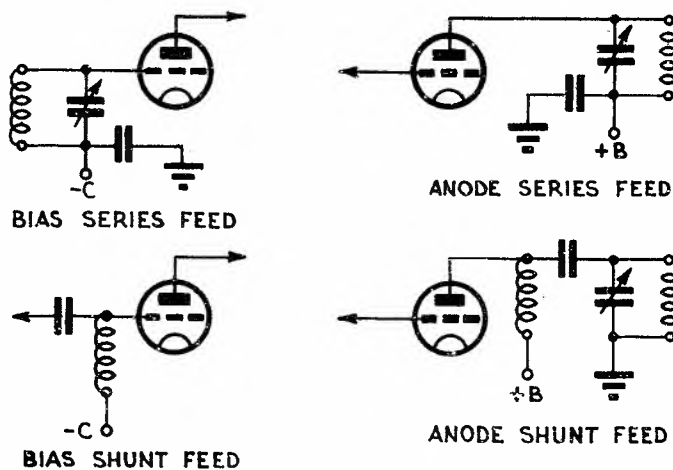 -C
BIAS SERIES FEED
+B
ANODE SERIES FEED
-C
BIAS SHUNT FEED
+B
ANODE SHUNT FEED